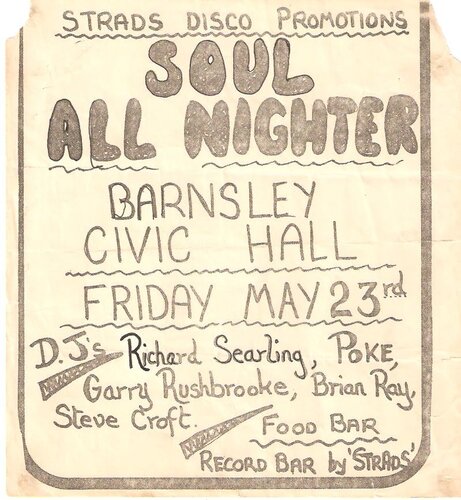 STRADS DISCO PROMOTIONS
SOUL
ALL NIGHTER
BARNSLEY
CIVIC HALL
FRIDAY MAY 23rd
D.J's Richard Searling, POKE,
Garry Rushbrooke, Brian Ray,
Steve Croft.
FOOD BAR
RECORD BAR by 'STRADS'